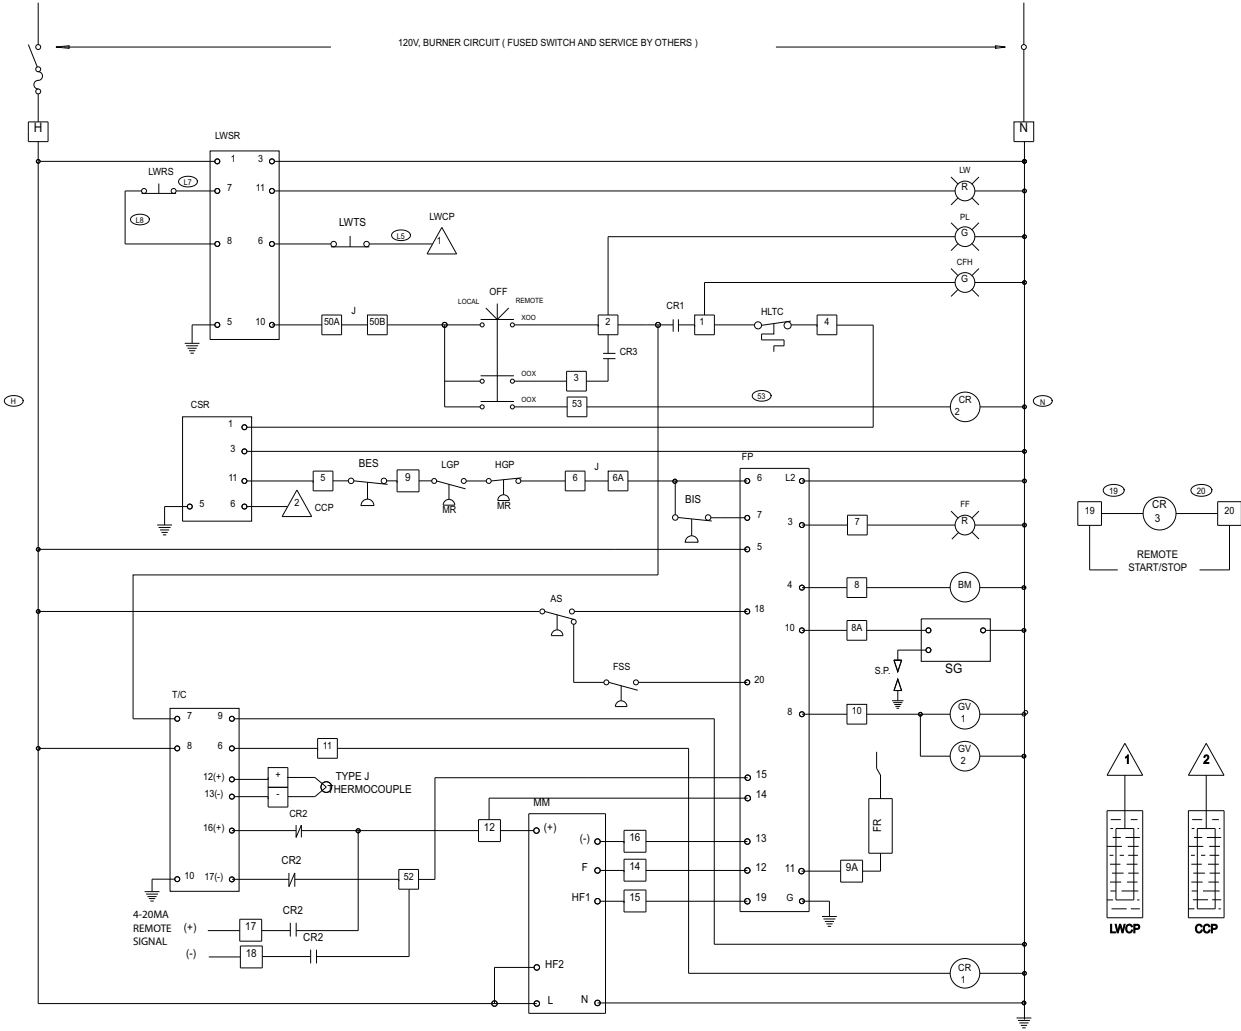 120V, BURNER CIRCUIT ( FUSED SWITCH AND SERVICE BY OTHERS )
H
N
LWSR
1 3
LWRS
L7
7 11
LW
R
L8
LWTS
LWCP
8 6
L5
1
PL
G
CFH
G
OFF
LOCAL
REMOTE
XOO
J
5 10
50A
50B
2
CR1
1
HLTC
4
CR3
OOX
3
OOX
53
53
CR
2
H
N
CSR
1
3
11
5
BES
9
LGP
MR
HGP
MR
6
J
6A
5 6
2
CCP
FP
6 L2
BIS
7
3
7
FF
R
5
4
8
BM
AS
18
10
8A
S.P.
SG
FSS
20
8
10
GV
1
GV
2
19
20
19
CR
3
20
REMOTE
START/STOP
T/C
7 9
8 6
11
12(+)
+
13(-)
-
TYPE J
THERMOCOUPLE
15
14
CR2
16(+)
12
MM
(+)
(-)
16
13
FR
CR2
10 17(-)
52
F
14
12
11
9A
HF1
15
19 G
4-20MA
REMOTE
SIGNAL
(+)
17
CR2
(-)
18
CR2
HF2
L N
CR
1
1
2
LWCP
CCP